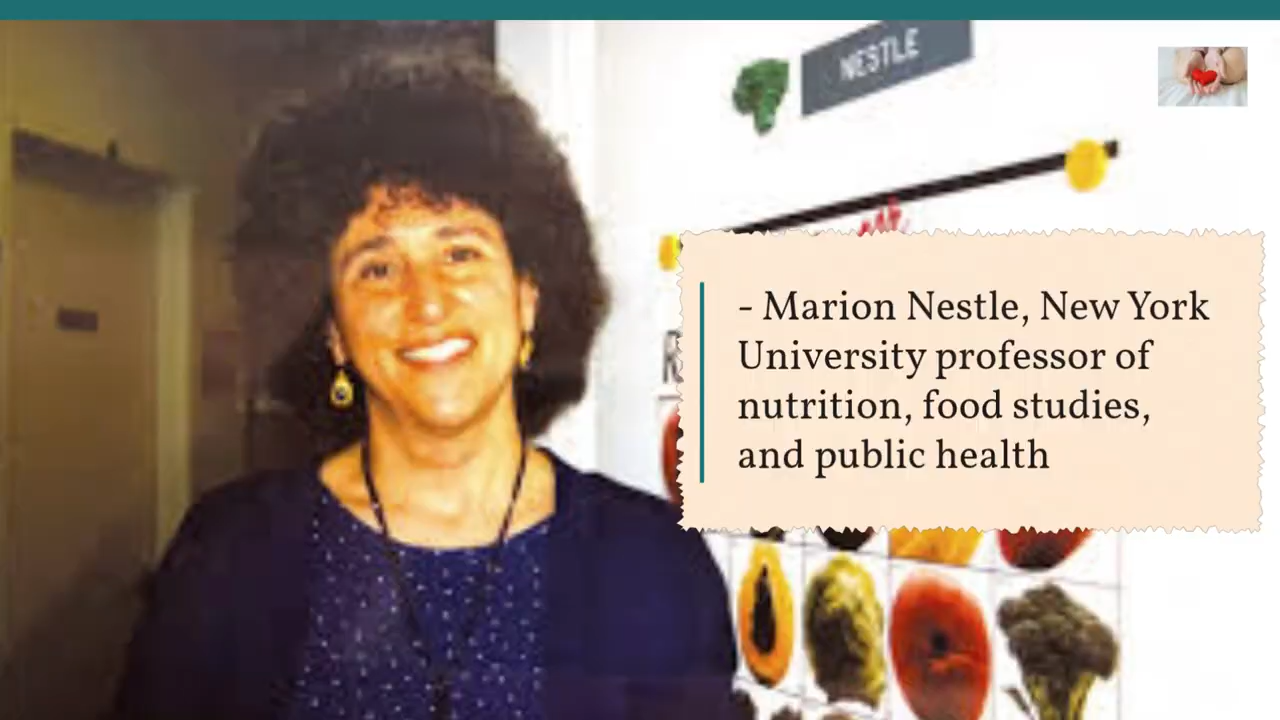 NESTLE
- Marion Nestle, New York
University professor of
nutrition, food studies,
and public health